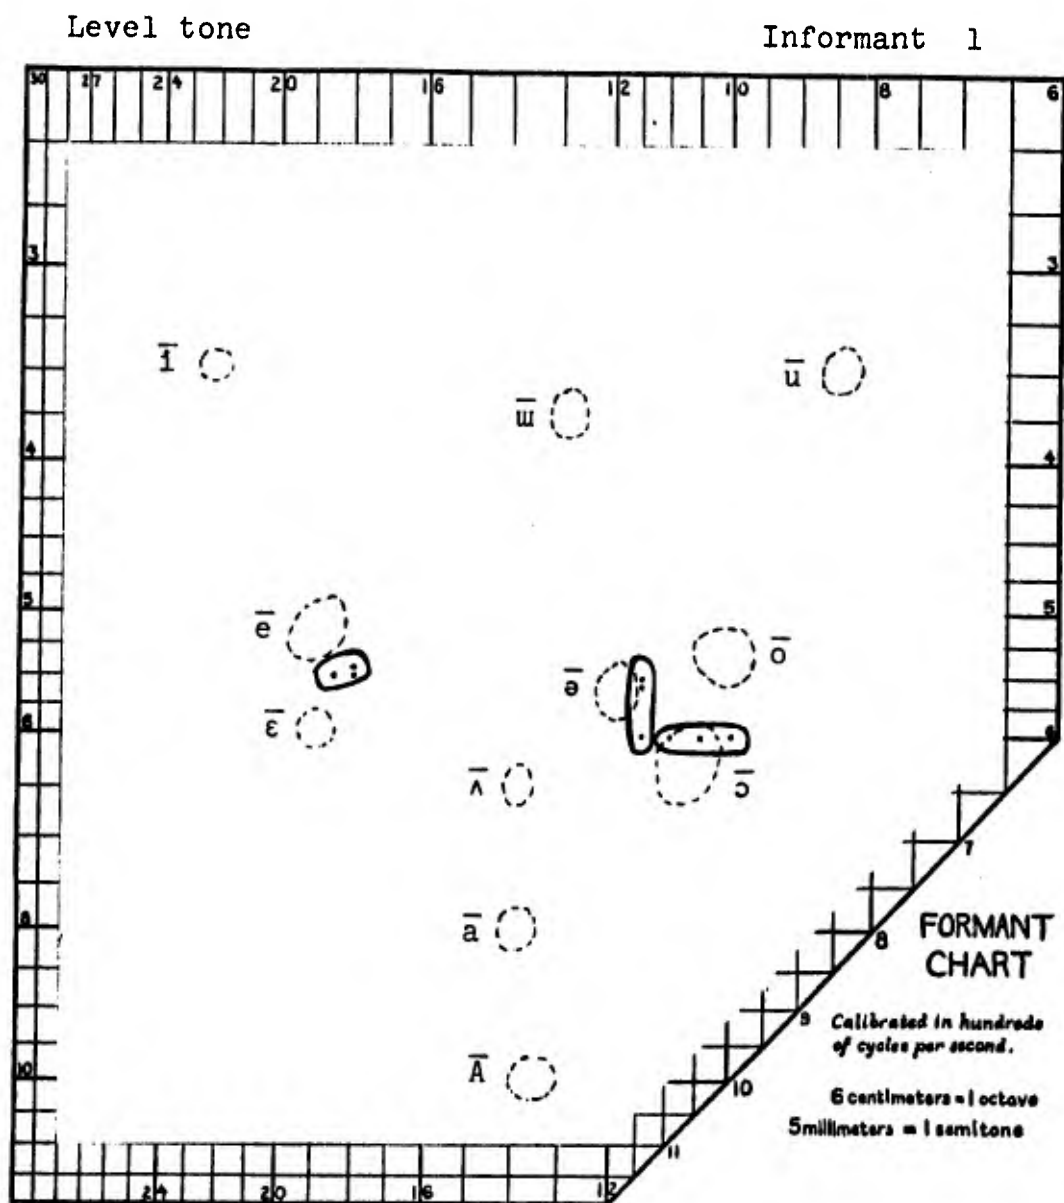 Level tone
Informant 1
30 27 24 20 16 12 10 8 6
3 3
i̅ ɯ̅ u̅
4 4
5 5
e̅ o̅
ə̅
6 ɛ̅ 6
ʌ̅ ɔ̅
7
8 a̅ 8
FORMANT
CHART
9
Calibrated in hundreds
of cycles per second.
10 A̅ 10
6 centimeters = 1 octave
5 millimeters = 1 semitone
11
24 20 16 12